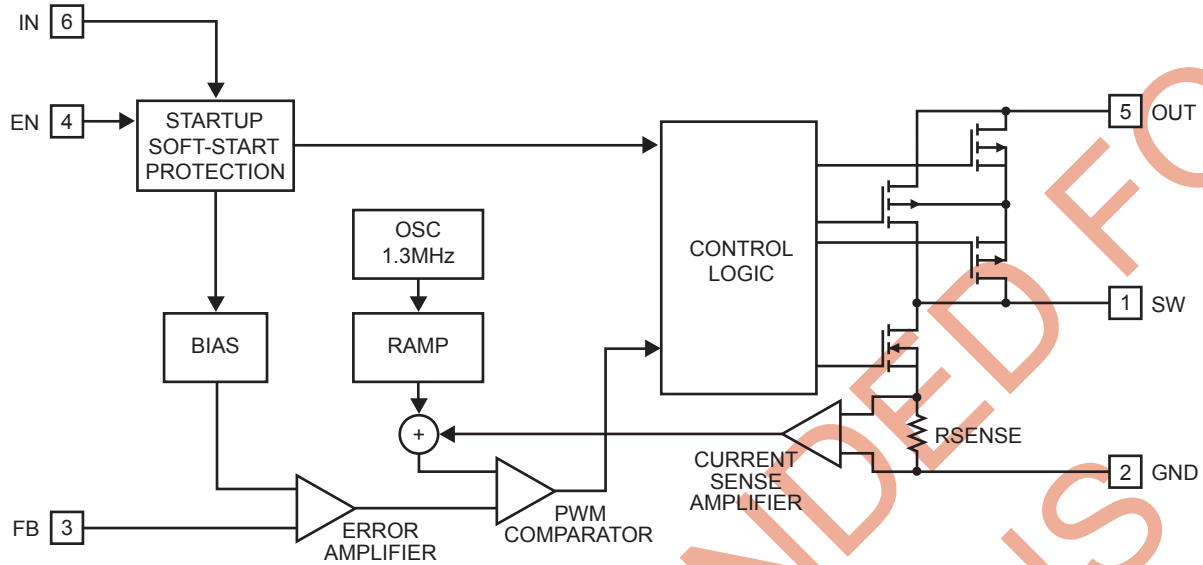 IN 6
EN 4
STARTUP
SOFT-START
PROTECTION
OSC
1.3MHz
BIAS
RAMP
+
CONTROL
LOGIC
5 OUT
1 SW
RSENSE
2 GND
CURRENT
SENSE
AMPLIFIER
PWM
COMPARATOR
FB 3
ERROR
AMPLIFIER